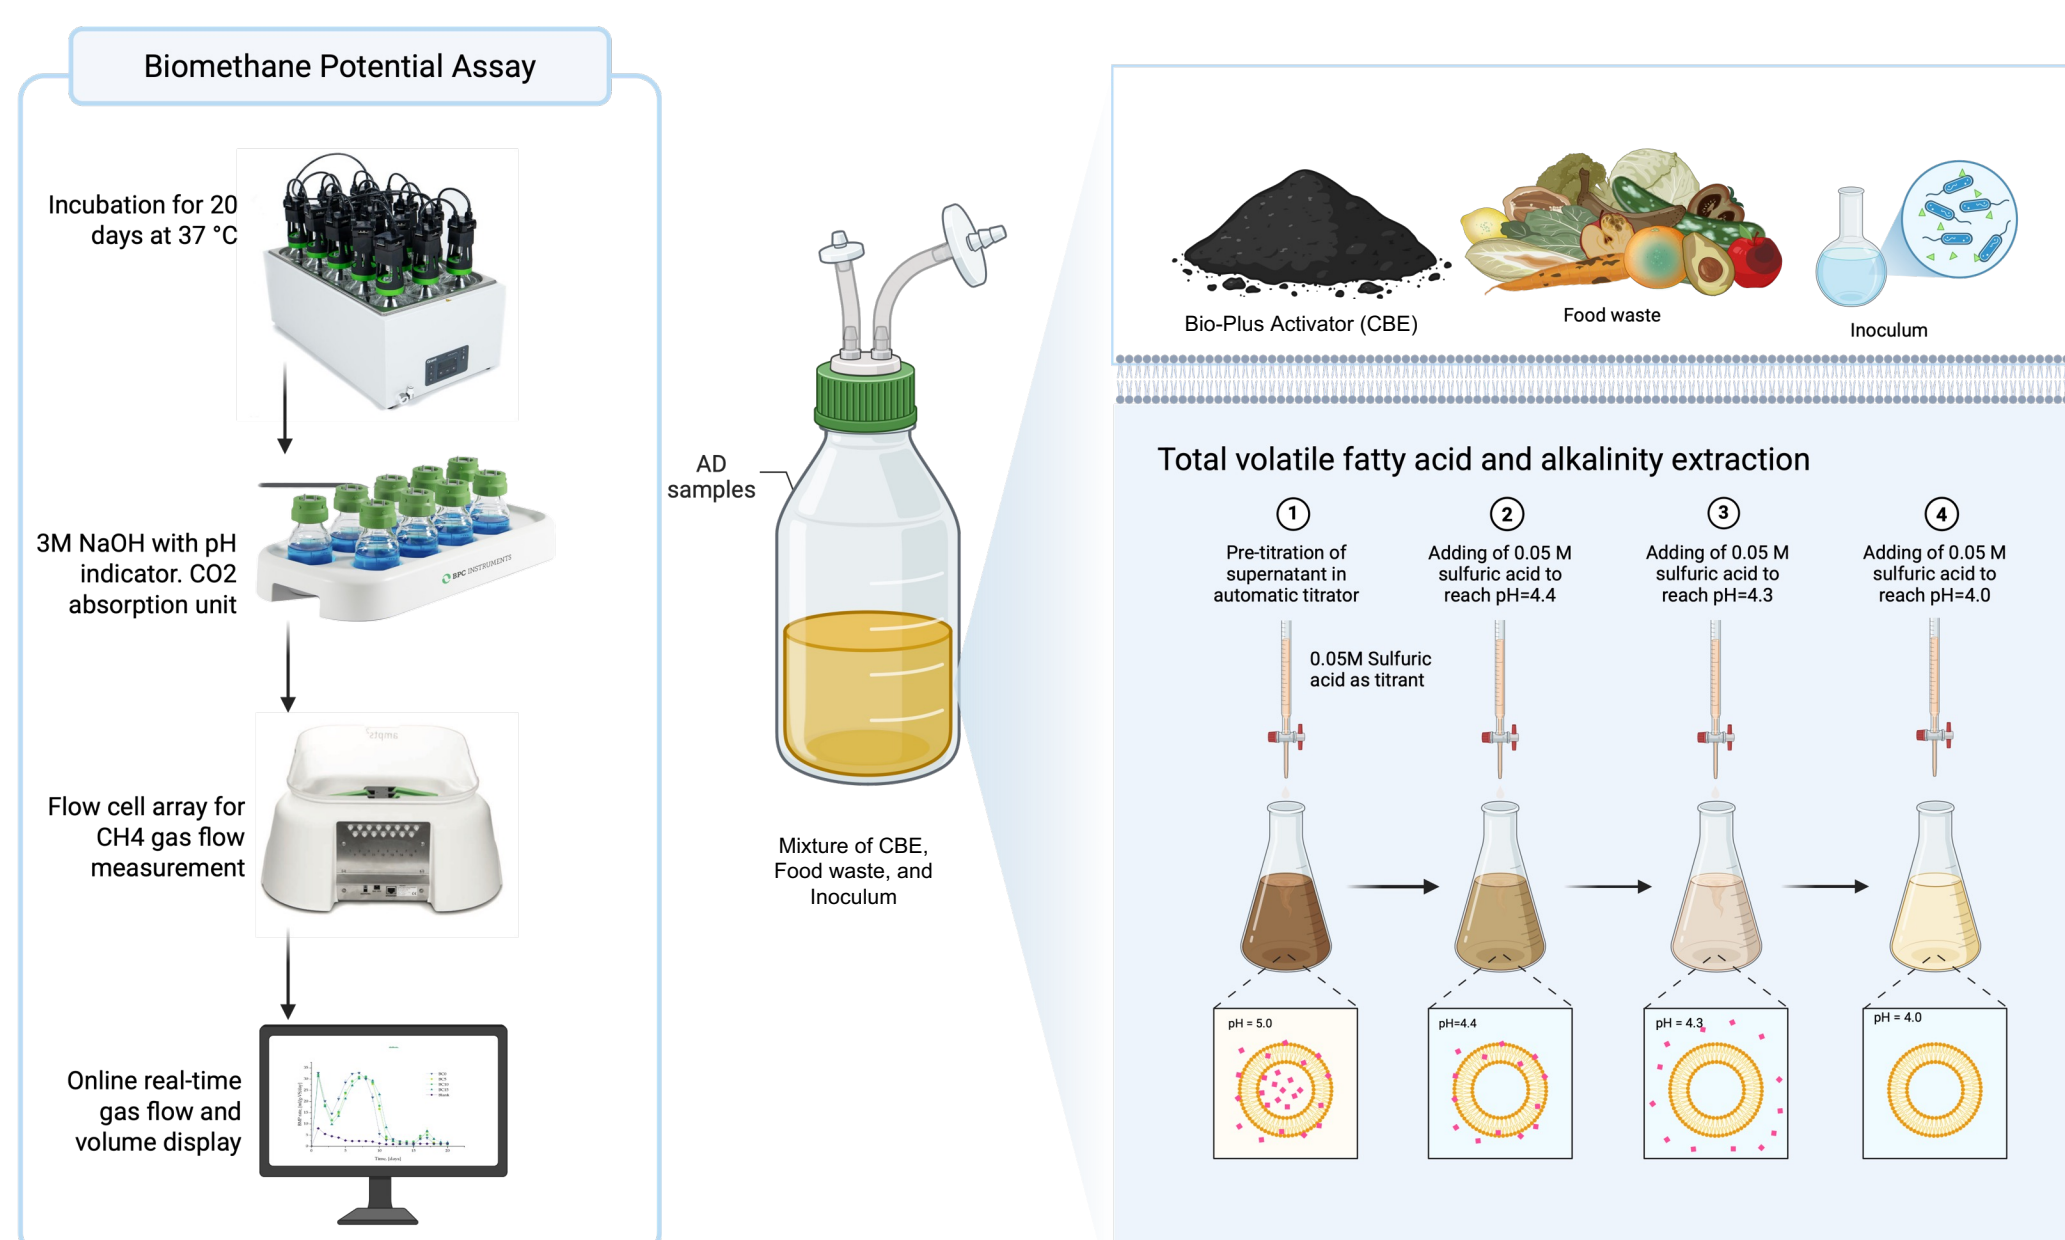 Biomethane Potential Assay
Incubation for 20
days at 37 °C
3M NaOH with pH
indicator. CO2
absorption unit
BPC INSTRUMENTS
Flow cell array for
CH4 gas flow
measurement
Online real-time
gas flow and
volume display
Time, [days]
AD
samples
Mixture of CBE,
Food waste, and
Inoculum
Bio-Plus Activator (CBE)
Food waste
Inoculum
Total volatile fatty acid and alkalinity extraction
1
Pre-titration of
supernatant in
automatic titrator
2
Adding of 0.05 M
sulfuric acid to
reach pH=4.4
3
Adding of 0.05 M
sulfuric acid to
reach pH=4.3
4
Adding of 0.05 M
sulfuric acid to
reach pH=4.0
0.05M Sulfuric
acid as titrant
pH = 5.0
pH=4.4
pH = 4.3
pH = 4.0